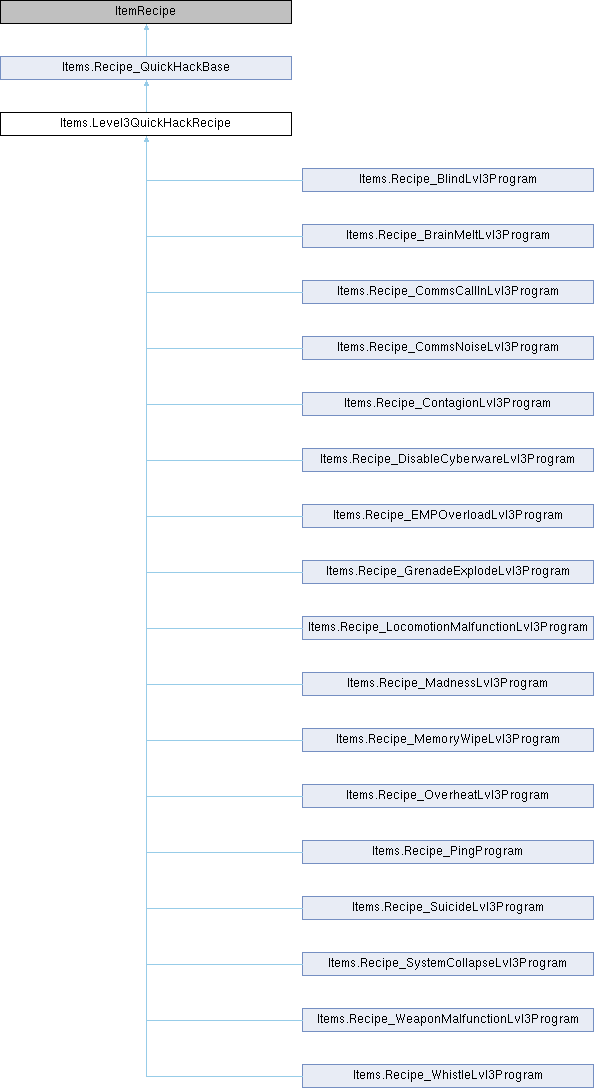 ItemRecipe
Items.Recipe_QuickHackBase
Items.Level3QuickHackRecipe
Items.Recipe_BlindLvl3Program
Items.Recipe_BrainMeltLvl3Program
Items.Recipe_CommsCallInLvl3Program
Items.Recipe_CommsNoiseLvl3Program
Items.Recipe_ContagionLvl3Program
Items.Recipe_DisableCyberwareLvl3Program
Items.Recipe_EMPOverloadLvl3Program
Items.Recipe_GrenadeExplodeLvl3Program
Items.Recipe_LocomotionMalfunctionLvl3Program
Items.Recipe_MadnessLvl3Program
Items.Recipe_MemoryWipeLvl3Program
Items.Recipe_OverheatLvl3Program
Items.Recipe_PingProgram
Items.Recipe_SuicideLvl3Program
Items.Recipe_SystemCollapseLvl3Program
Items.Recipe_WeaponMalfunctionLvl3Program
Items.Recipe_WhistleLvl3Program